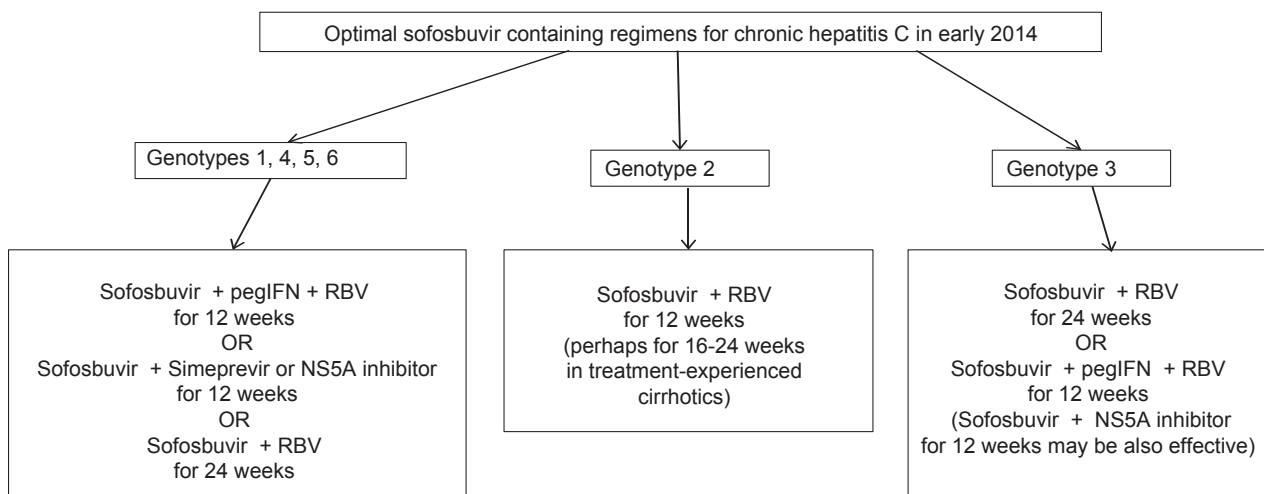 Optimal sofosbuvir containing regimens for chronic hepatitis C in early 2014
Genotypes 1, 4, 5, 6
Sofosbuvir + pegIFN + RBV
for 12 weeks
OR
Sofosbuvir + Simeprevir or NS5A inhibitor
for 12 weeks
OR
Sofosbuvir + RBV
for 24 weeks
Genotype 2
Sofosbuvir + RBV
for 12 weeks
(perhaps for 16-24 weeks
in treatment-experienced
cirrhotics)
Genotype 3
Sofosbuvir + RBV
for 24 weeks
OR
Sofosbuvir + pegIFN + RBV
for 12 weeks
(Sofosbuvir + NS5A inhibitor
for 12 weeks may be also effective)